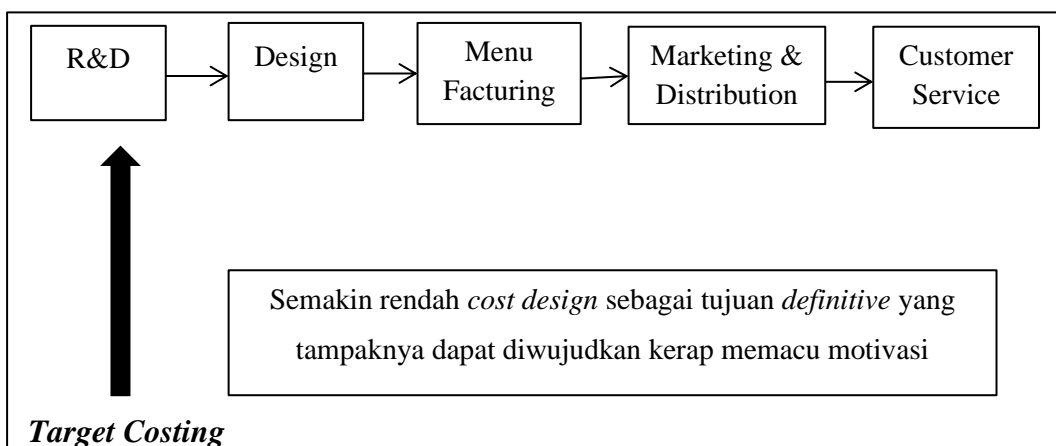 R&D
Design
Menu
Facturing
Marketing &
Distribution
Customer
Service
Semakin rendah cost design sebagai tujuan definitive yang
tampaknya dapat diwujudkan kerap memacu motivasi
Target Costing